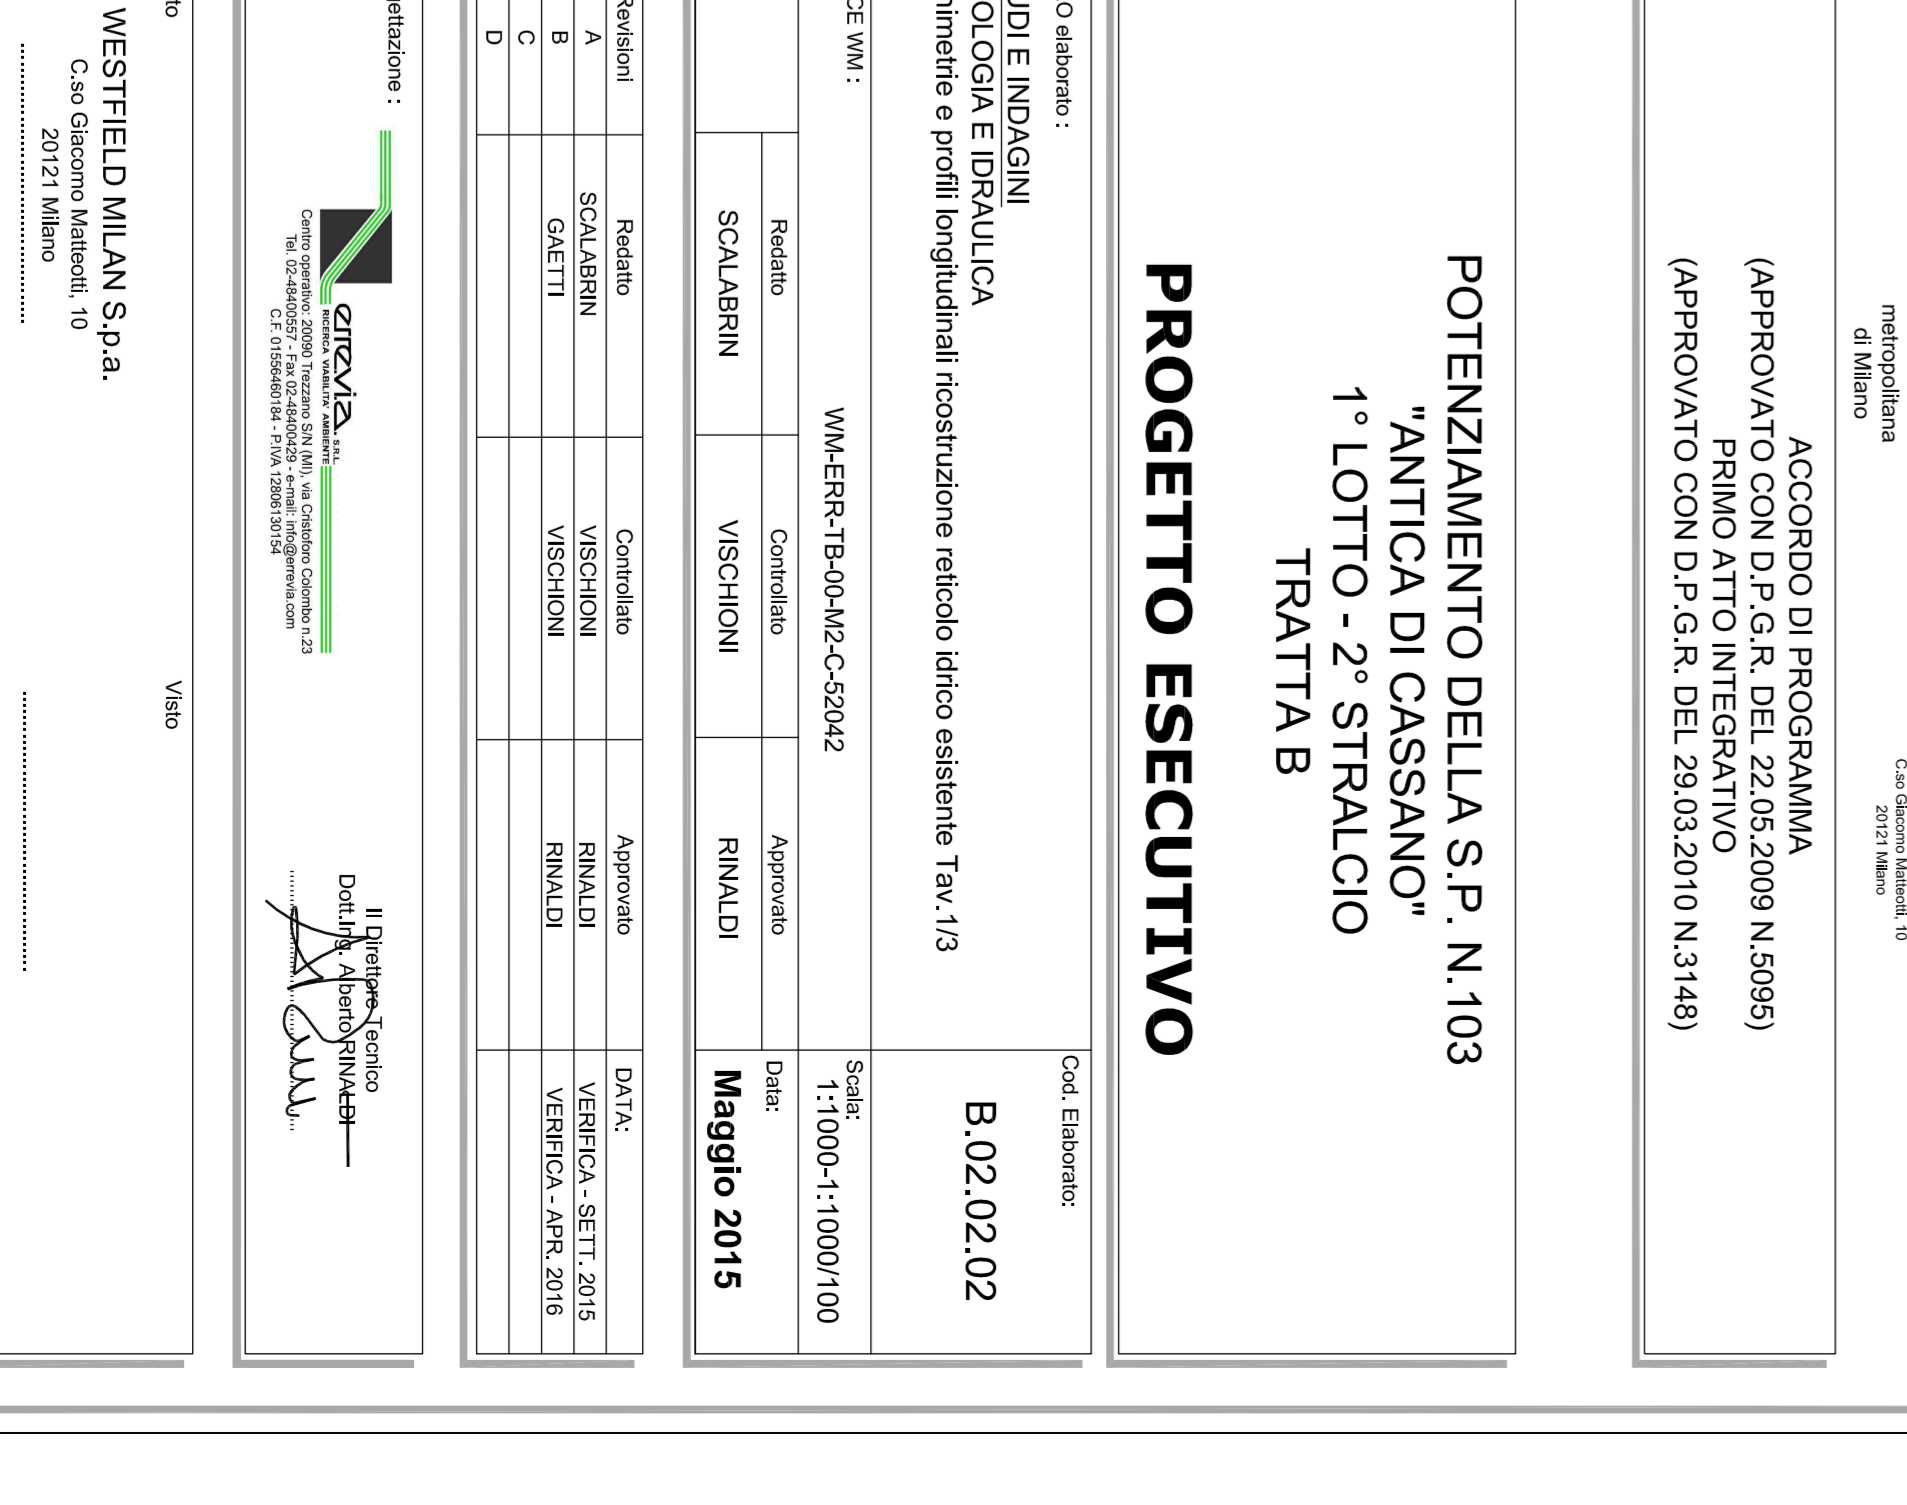 metropolitana
di Milano
C.so Giacomo Matteotti, 10
20121 Milano
ACCORDO DI PROGRAMMA
(APPROVATO CON D.P.G.R. DEL 22.05.2009 N.5095)
PRIMO ATTO INTEGRATIVO
(APPROVATO CON D.P.G.R. DEL 29.03.2010 N.3148)
POTENZIAMENTO DELLA S.P. N.103
"ANTICA DI CASSANO"
1° LOTTO - 2° STRALCIO
TRATTA B
PROGETTO ESECUTIVO
O elaborato :
Cod. Elaborato:
UDI E INDAGINI
OLOGIA E IDRAULICA
B.02.02.02
nimetrie e profili longitudinali ricostruzione reticolo idrico esistente Tav.1/3
CE WM :
WM-ERR-TB-00-M2-C-52042
Scala:
1:1000-1:1000/100
Redatto Controllato Approvato Data:
SCALABRIN VISCHIONI RINALDI Maggio 2015
Revisioni Redatto Controllato Approvato DATA:
A SCALABRIN VISCHIONI RINALDI VERIFICA - SETT. 2015
B GAETTI VISCHIONI RINALDI VERIFICA - APR. 2016
C
D
gettazione :
errevia S.R.L.
RICERCA VIABILITA' AMBIENTE
Centro operativo: 20090 Trezzano S/N (MI), via Cristoforo Colombo n.23
Tel. 02-48400557 - Fax 02-48400429 - e-mail: info@errevia.com
C.F. 01556460184 - P.IVA 12806130154
Il Direttore Tecnico
Dott.Ing. Alberto RINALDI
to
Visto
WESTFIELD MILAN S.p.a.
C.so Giacomo Matteotti, 10
20121 Milano